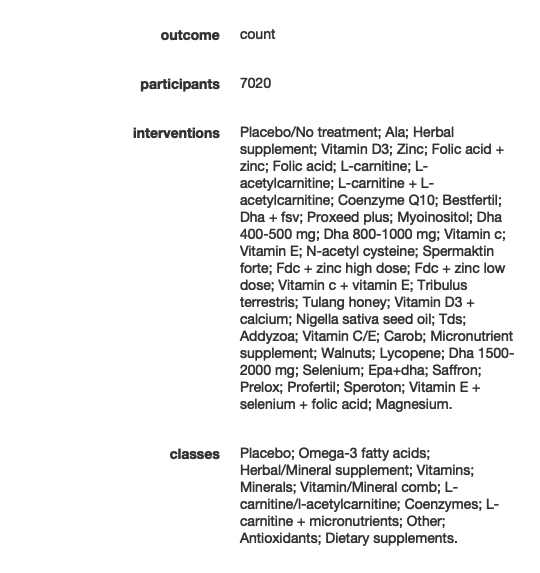 outcome count
participants 7020
interventions Placebo/No treatment; Ala; Herbal
supplement; Vitamin D3; Zinc; Folic acid +
zinc; Folic acid; L-carnitine; L-
acetylcarnitine; L-carnitine + L-
acetylcarnitine; Coenzyme Q10; Bestfertil;
Dha + fsv; Proxeed plus; Myoinositol; Dha
400-500 mg; Dha 800-1000 mg; Vitamin c;
Vitamin E; N-acetyl cysteine; Spermaktin
forte; Fdc + zinc high dose; Fdc + zinc low
dose; Vitamin c + vitamin E; Tribulus
terrestris; Tulang honey; Vitamin D3 +
calcium; Nigella sativa seed oil; Tds;
Addyzoa; Vitamin C/E; Carob; Micronutrient
supplement; Walnuts; Lycopene; Dha 1500-
2000 mg; Selenium; Epa+dha; Saffron;
Prelox; Profertil; Speroton; Vitamin E +
selenium + folic acid; Magnesium.
classes Placebo; Omega-3 fatty acids;
Herbal/Mineral supplement; Vitamins;
Minerals; Vitamin/Mineral comb; L-
carnitine/l-acetylcarnitine; Coenzymes; L-
carnitine + micronutrients; Other;
Antioxidants; Dietary supplements.